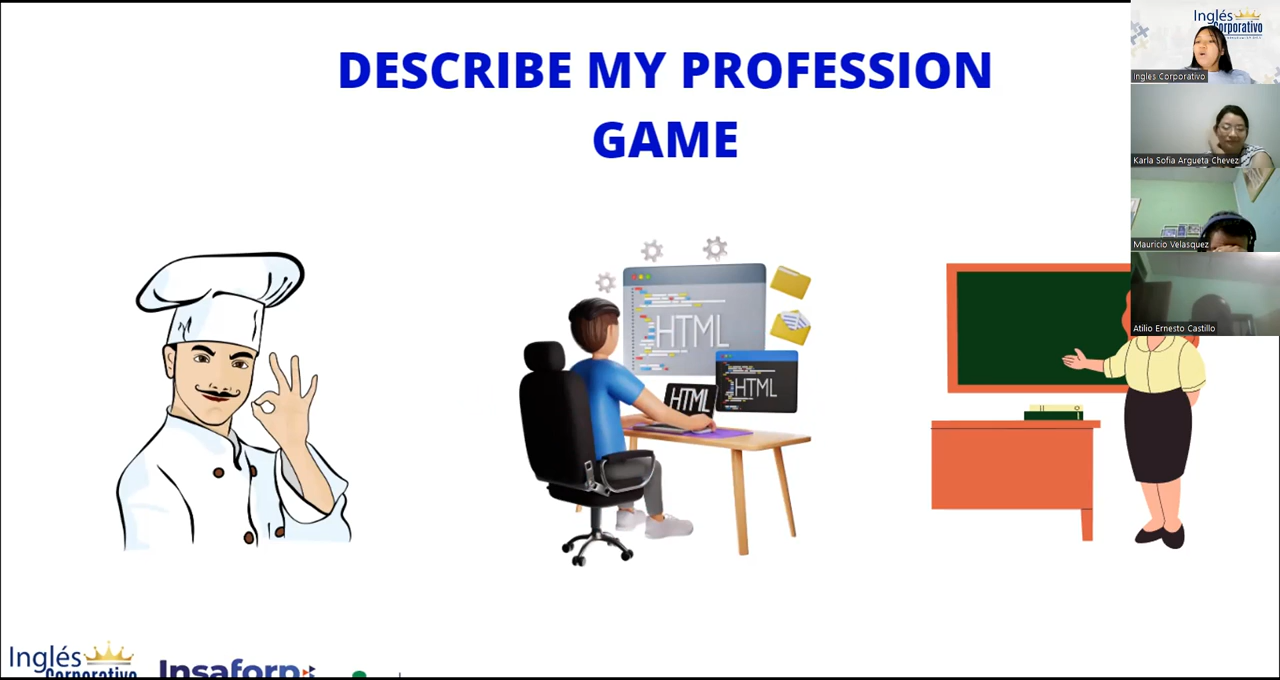 DESCRIBE MY PROFESSION
GAME
HTML
HTML
HTML
Inglés
Corporativo
Ingles Corporativo
Karla Sofia Argueta Chevez
Mauricio Velasquez
Atilio Ernesto Castillo
Inglés
Corporativo
Insaforp